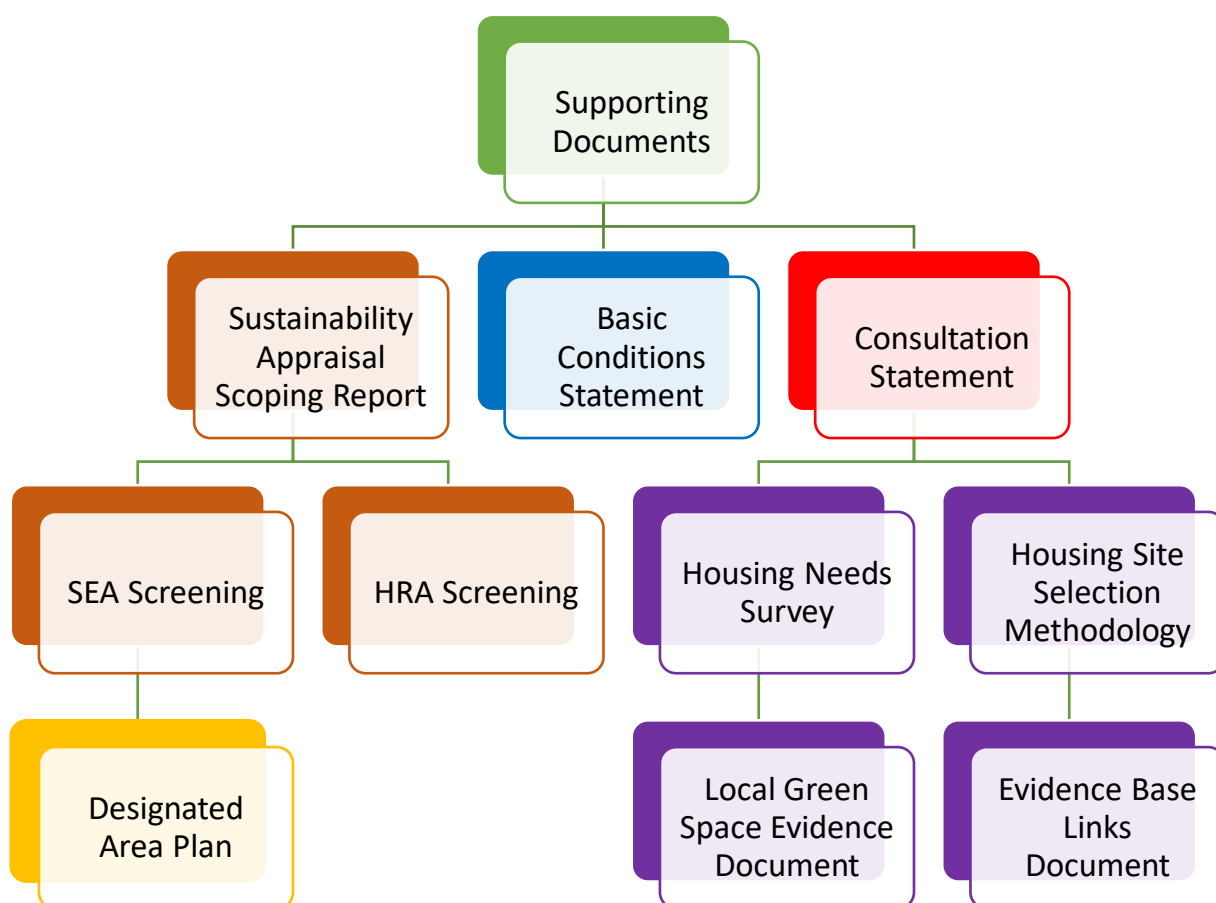 Supporting
Documents
Sustainability
Appraisal
Scoping Report
Basic
Conditions
Statement
Consultation
Statement
SEA Screening
HRA Screening
Housing Needs
Survey
Housing Site
Selection
Methodology
Designated
Area Plan
Local Green
Space Evidence
Document
Evidence Base
Links
Document